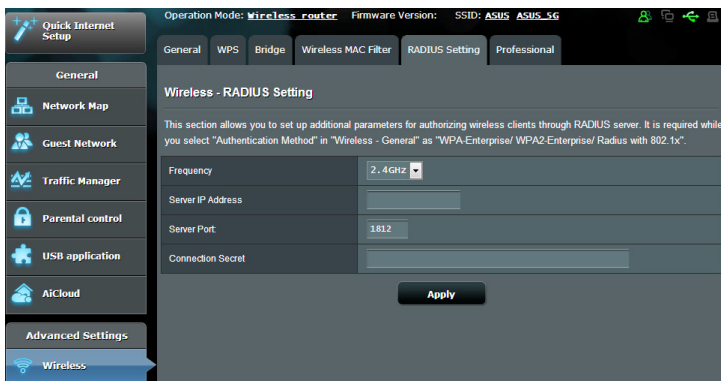 Quick Internet
Setup
Operation Mode: Wireless router Firmware Version: SSID: ASUS ASUS_5G
General WPS Bridge Wireless MAC Filter RADIUS Setting Professional
General
Network Map
Guest Network
Traffic Manager
Parental control
USB application
AiCloud
Advanced Settings
Wireless
Wireless - RADIUS Setting
This section allows you to set up additional parameters for authorizing wireless clients through RADIUS server. It is required while
you select "Authentication Method" in "Wireless - General" as "WPA-Enterprise/ WPA2-Enterprise/ Radius with 802.1x".
Frequency 2.4GHz
Server IP Address
Server Port: 1812
Connection Secret
Apply